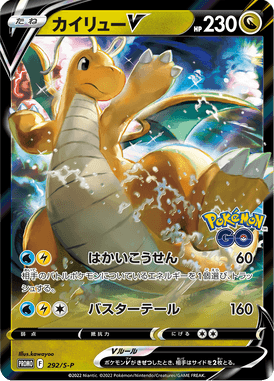 たね カイリューV HP230
Pokémon
GO
はかいこうせん 60
相手のバトルポケモンについているエネルギーを1個選び、トラッシュする。
バスターテール 160
弱点 抵抗力 にげる
Vルール
ポケモンVがきぜつしたとき、相手はサイドを2枚とる。
Illus.kawayoo
PROMO F 292/S-P
©2022 Pokémon/Nintendo/Creatures/GAME FREAK.